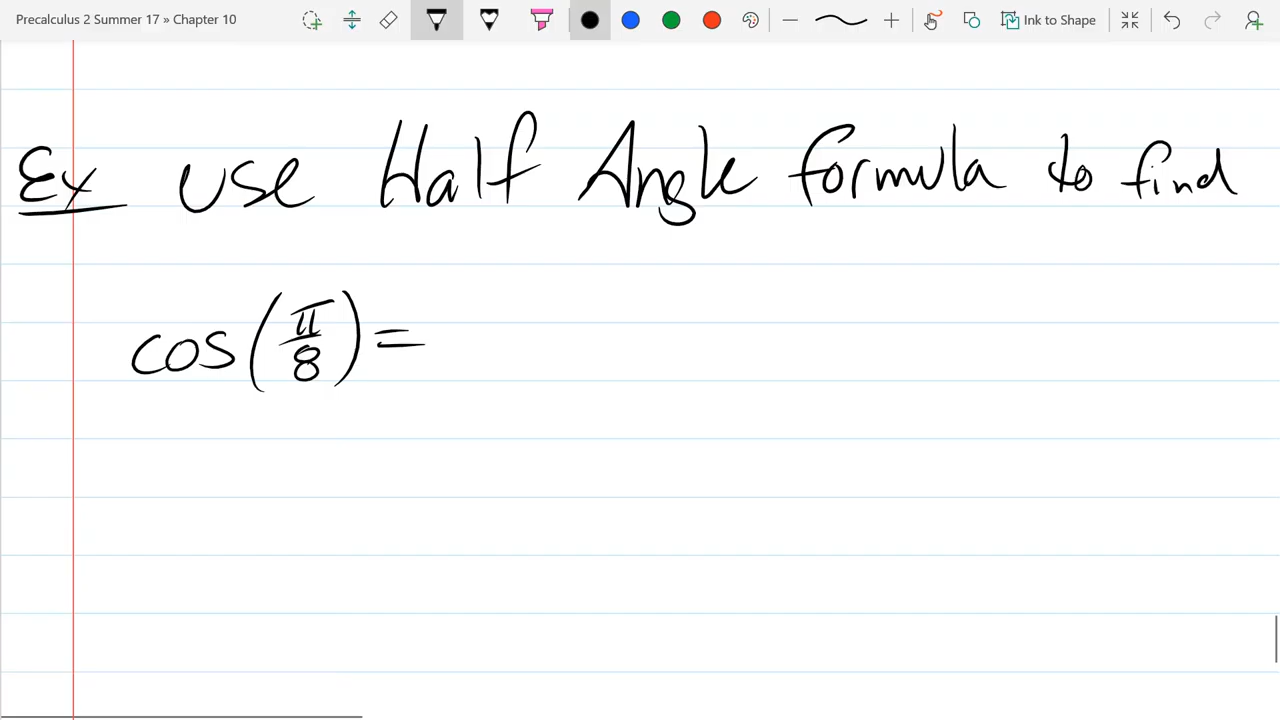 Precalculus 2 Summer 17 » Chapter 10
Ink to Shape
Ex Use Half Angle formula to find
cos(π/8)=